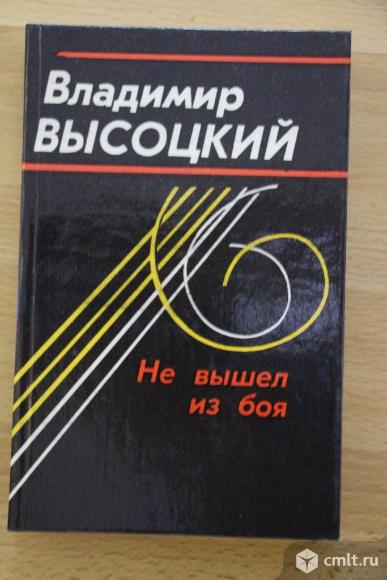 Владимир
ВЫСОЦКИЙ
Не вышел
из боя
cmlt.ru